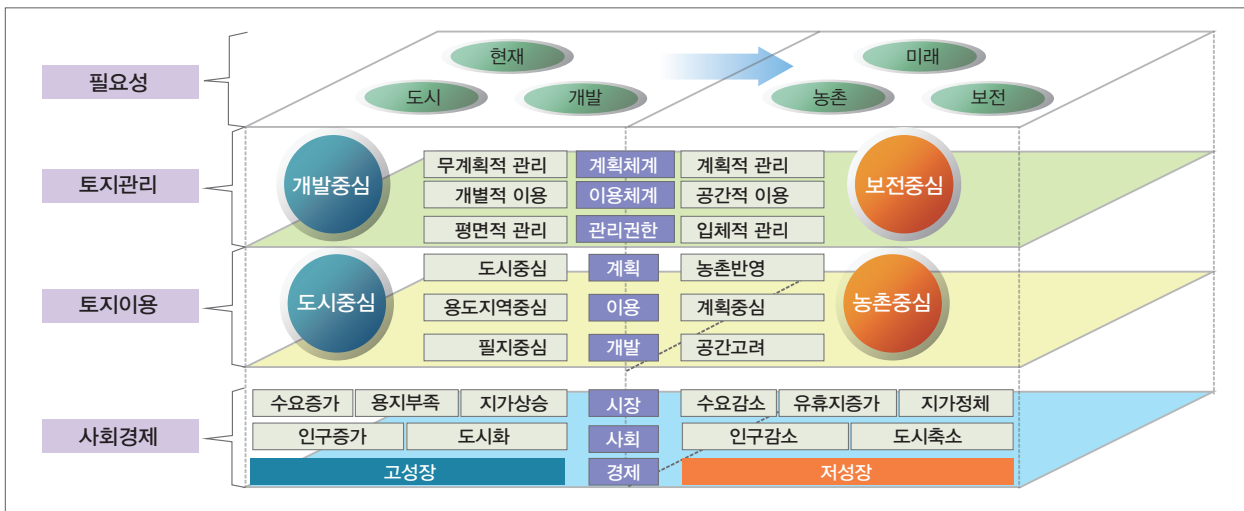 필요성
현재
미래
도시
개발
농촌
보전
토지관리
개발중심
무계획적 관리 계획체계 계획적 관리
개별적 이용 이용체계 공간적 이용
평면적 관리 관리권한 입체적 관리
보전중심
토지이용
도시중심
도시중심 계획 농촌반영
용도지역중심 이용 계획중심
필지중심 개발 공간고려
농촌중심
사회경제
수요증가 용지부족 지가상승 시장 수요감소 유휴지증가 지가정체
인구증가 도시화 사회 인구감소 도시축소
고성장 경제 저성장